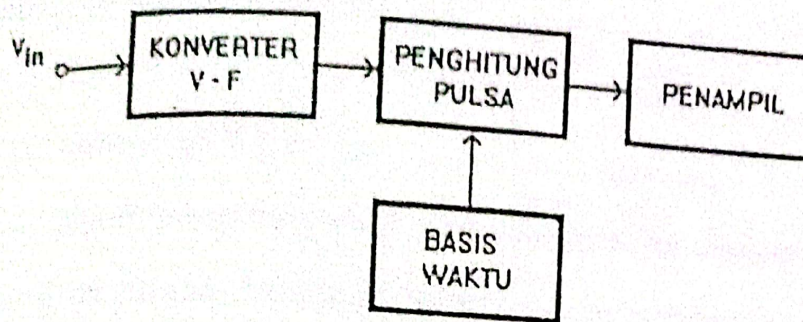 Vin
KONVERTER
V - F
PENGHITUNG
PULSA
PENAMPIL
BASIS
WAKTU